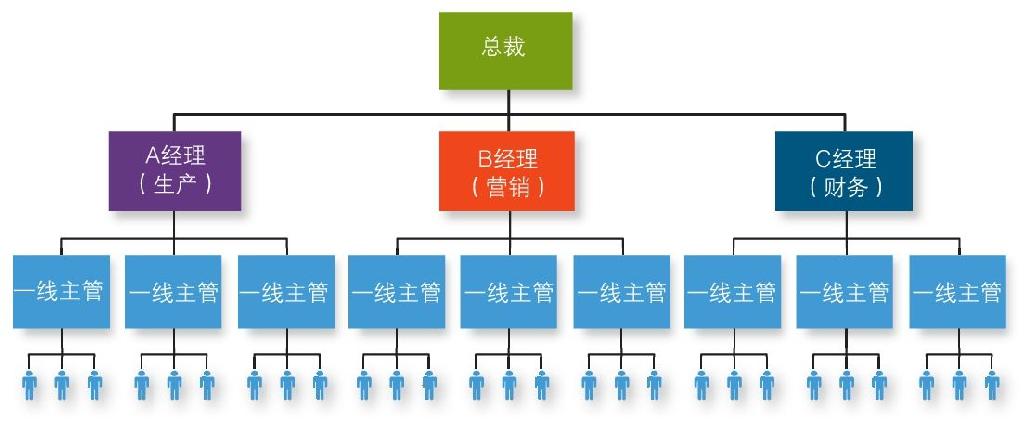 总裁
A经理
（生产）
B经理
（营销）
C经理
（财务）
一线主管
一线主管
一线主管
一线主管
一线主管
一线主管
一线主管
一线主管
一线主管